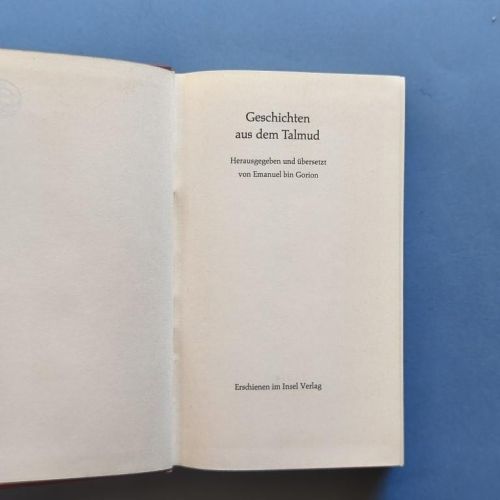 Geschichten
aus dem Talmud
Herausgegeben und übersetzt
von Emanuel bin Gorion
Erschienen im Insel Verlag